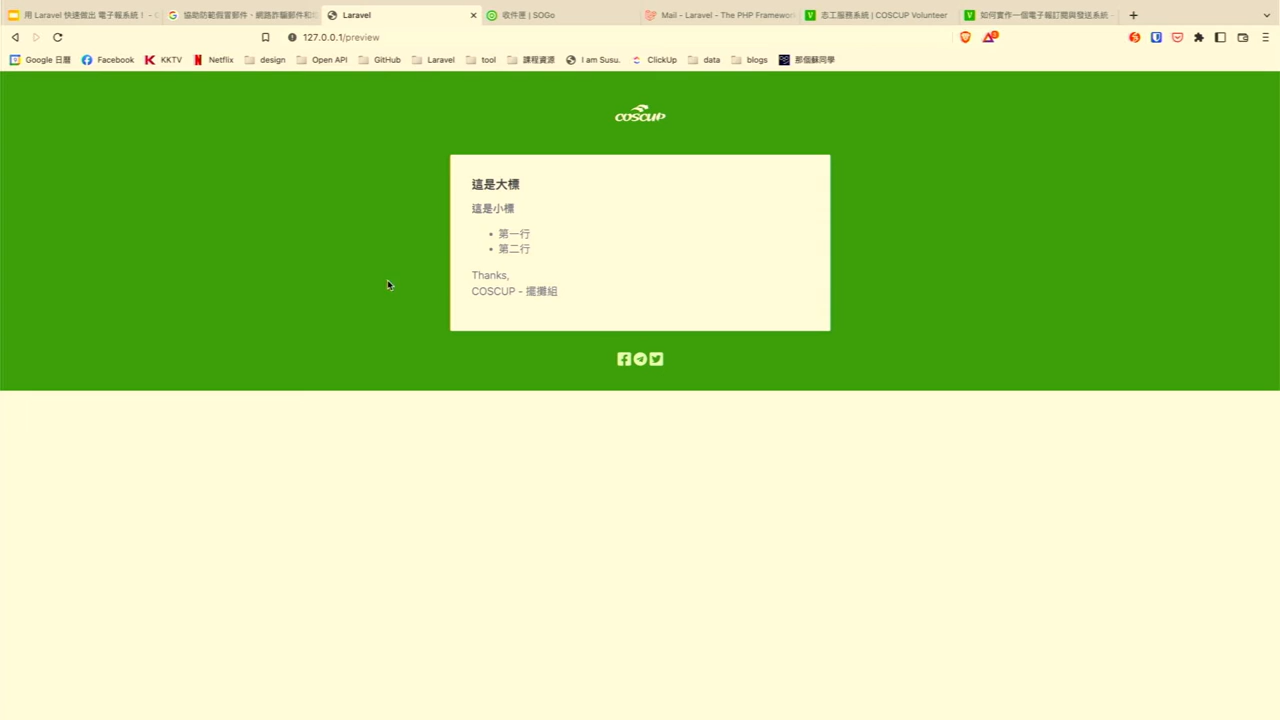 用 Laravel 快速做出 電子報系統！ - C
協助防範假冒郵件、網路詐騙郵件和
Laravel
收件匣 | SOGo
Mail - Laravel - The PHP Framewor
志工服務系統 | COSCUP Volunteer
如何實作一個電子報訂閱與發送系統 -
127.0.0.1/preview
Google 日曆
Facebook
KKTV
Netflix
design
Open API
GitHub
Laravel
tool
課程資源
I am Susu.
ClickUp
data
blogs
那個蘇同學
COSCUP
這是大標
這是小標
• 第一行
• 第二行
Thanks,
COSCUP - 擺攤組